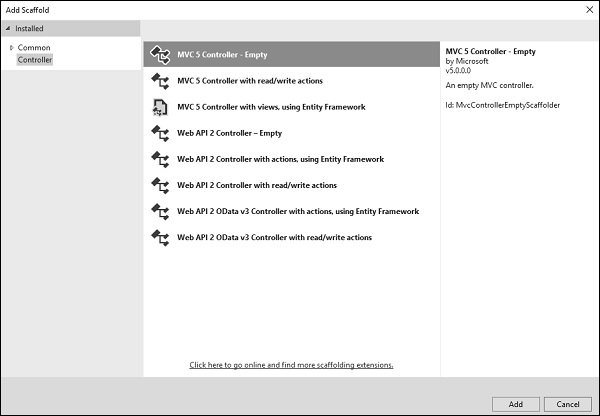 Add Scaffold
Installed
Common
Controller
MVC 5 Controller - Empty
MVC 5 Controller with read/write actions
MVC 5 Controller with views, using Entity Framework
Web API 2 Controller – Empty
Web API 2 Controller with actions, using Entity Framework
Web API 2 Controller with read/write actions
Web API 2 OData v3 Controller with actions, using Entity Framework
Web API 2 OData v3 Controller with read/write actions
Click here to go online and find more scaffolding extensions.
MVC 5 Controller - Empty
by Microsoft
v5.0.0.0
An empty MVC controller.
Id: MvcControllerEmptyScaffolder
Add
Cancel